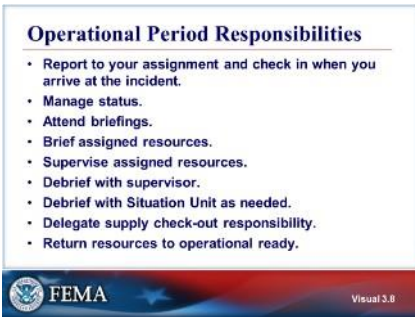 Operational Period Responsibilities
• Report to your assignment and check in when you
arrive at the incident.
• Manage status.
• Attend briefings.
• Brief assigned resources.
• Supervise assigned resources.
• Debrief with supervisor.
• Debrief with Situation Unit as needed.
• Delegate supply check-out responsibility.
• Return resources to operational ready.
FEMA
Visual 3.8